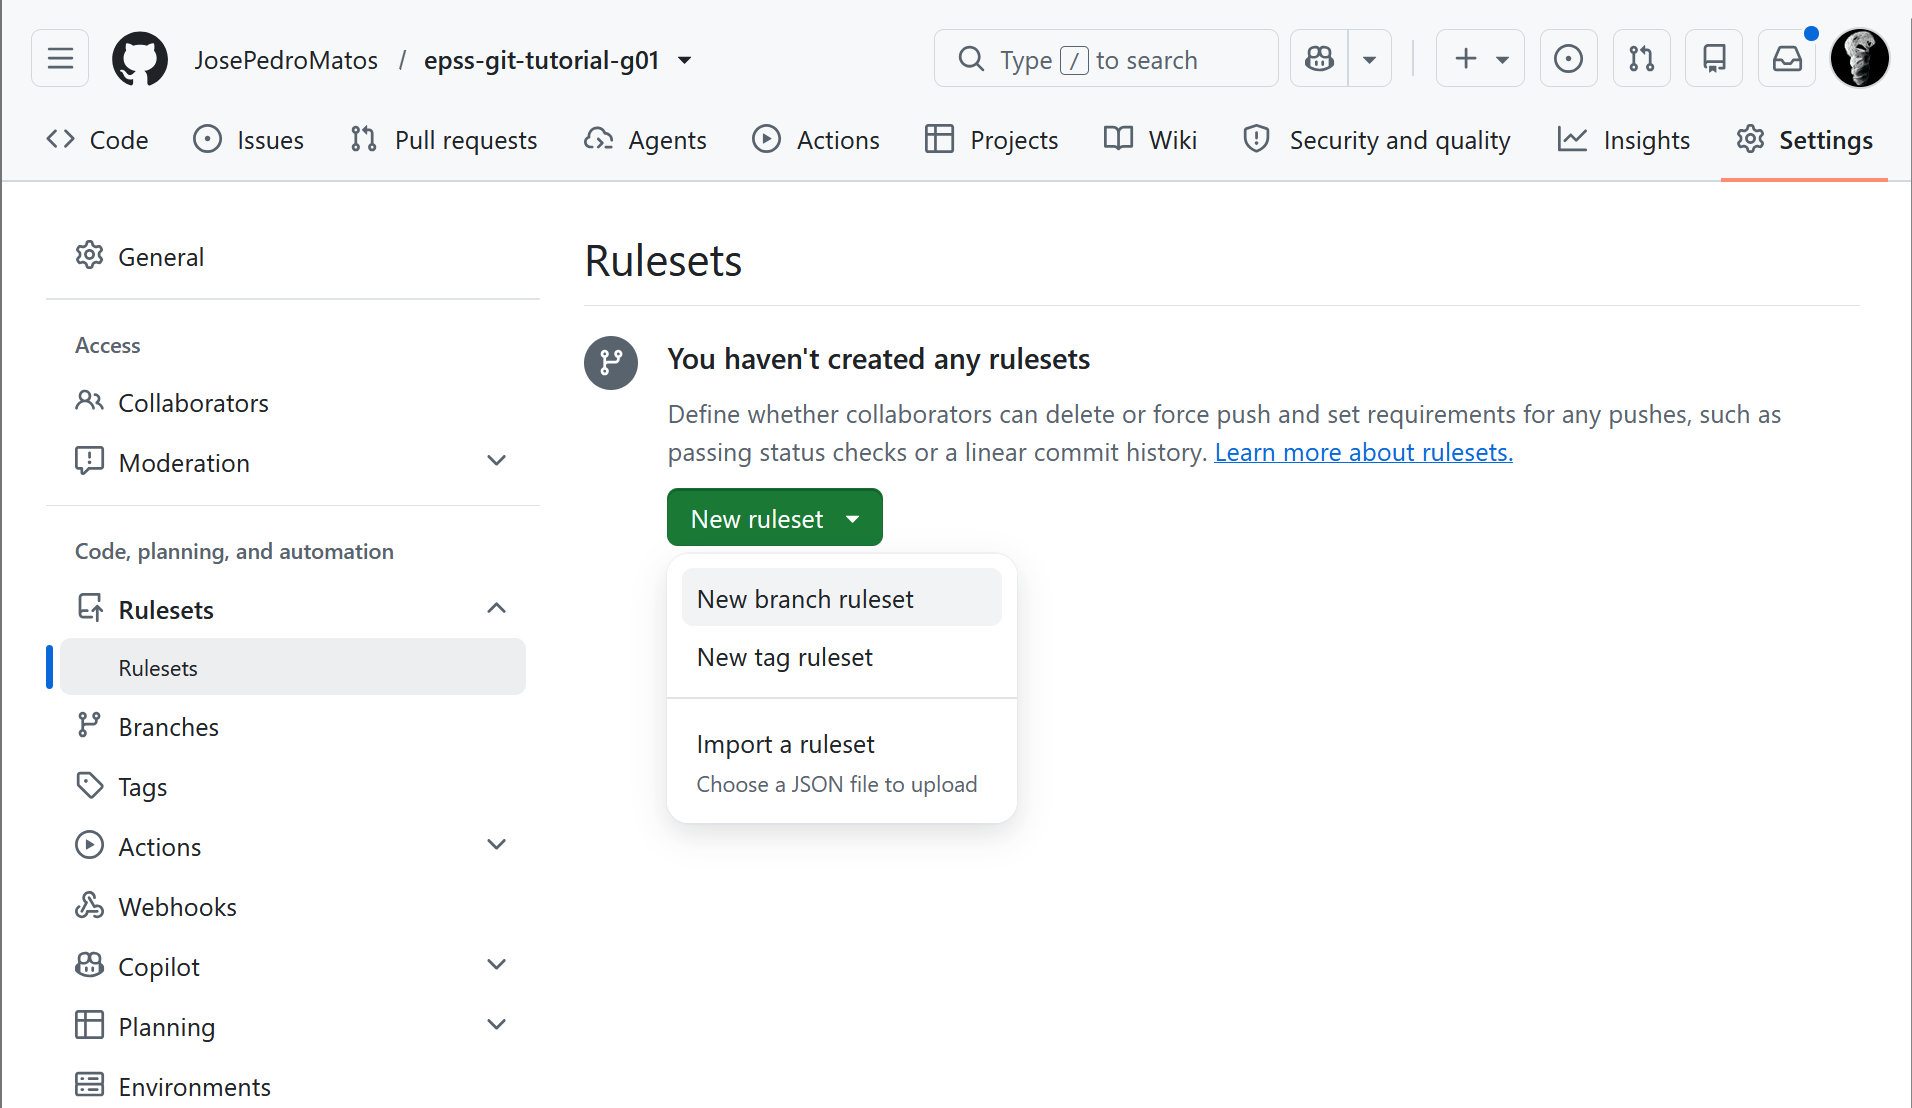 JosePedroMatos / epss-git-tutorial-g01
Type / to search
Code
Issues
Pull requests
Agents
Actions
Projects
Wiki
Security and quality
Insights
Settings
General
Access
Collaborators
Moderation
Code, planning, and automation
Rulesets
Rulesets
Branches
Tags
Actions
Webhooks
Copilot
Planning
Environments
Rulesets
You haven't created any rulesets
Define whether collaborators can delete or force push and set requirements for any pushes, such as
passing status checks or a linear commit history. Learn more about rulesets.
New ruleset
New branch ruleset
New tag ruleset
Import a ruleset
Choose a JSON file to upload